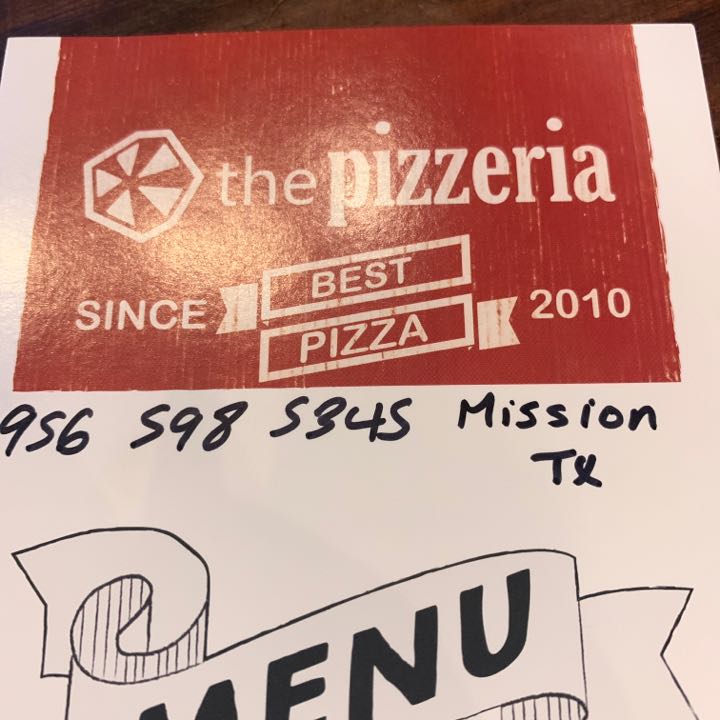 the pizzeria
BEST
SINCE 2010
PIZZA
956 598 5345 Mission
TX
MENU